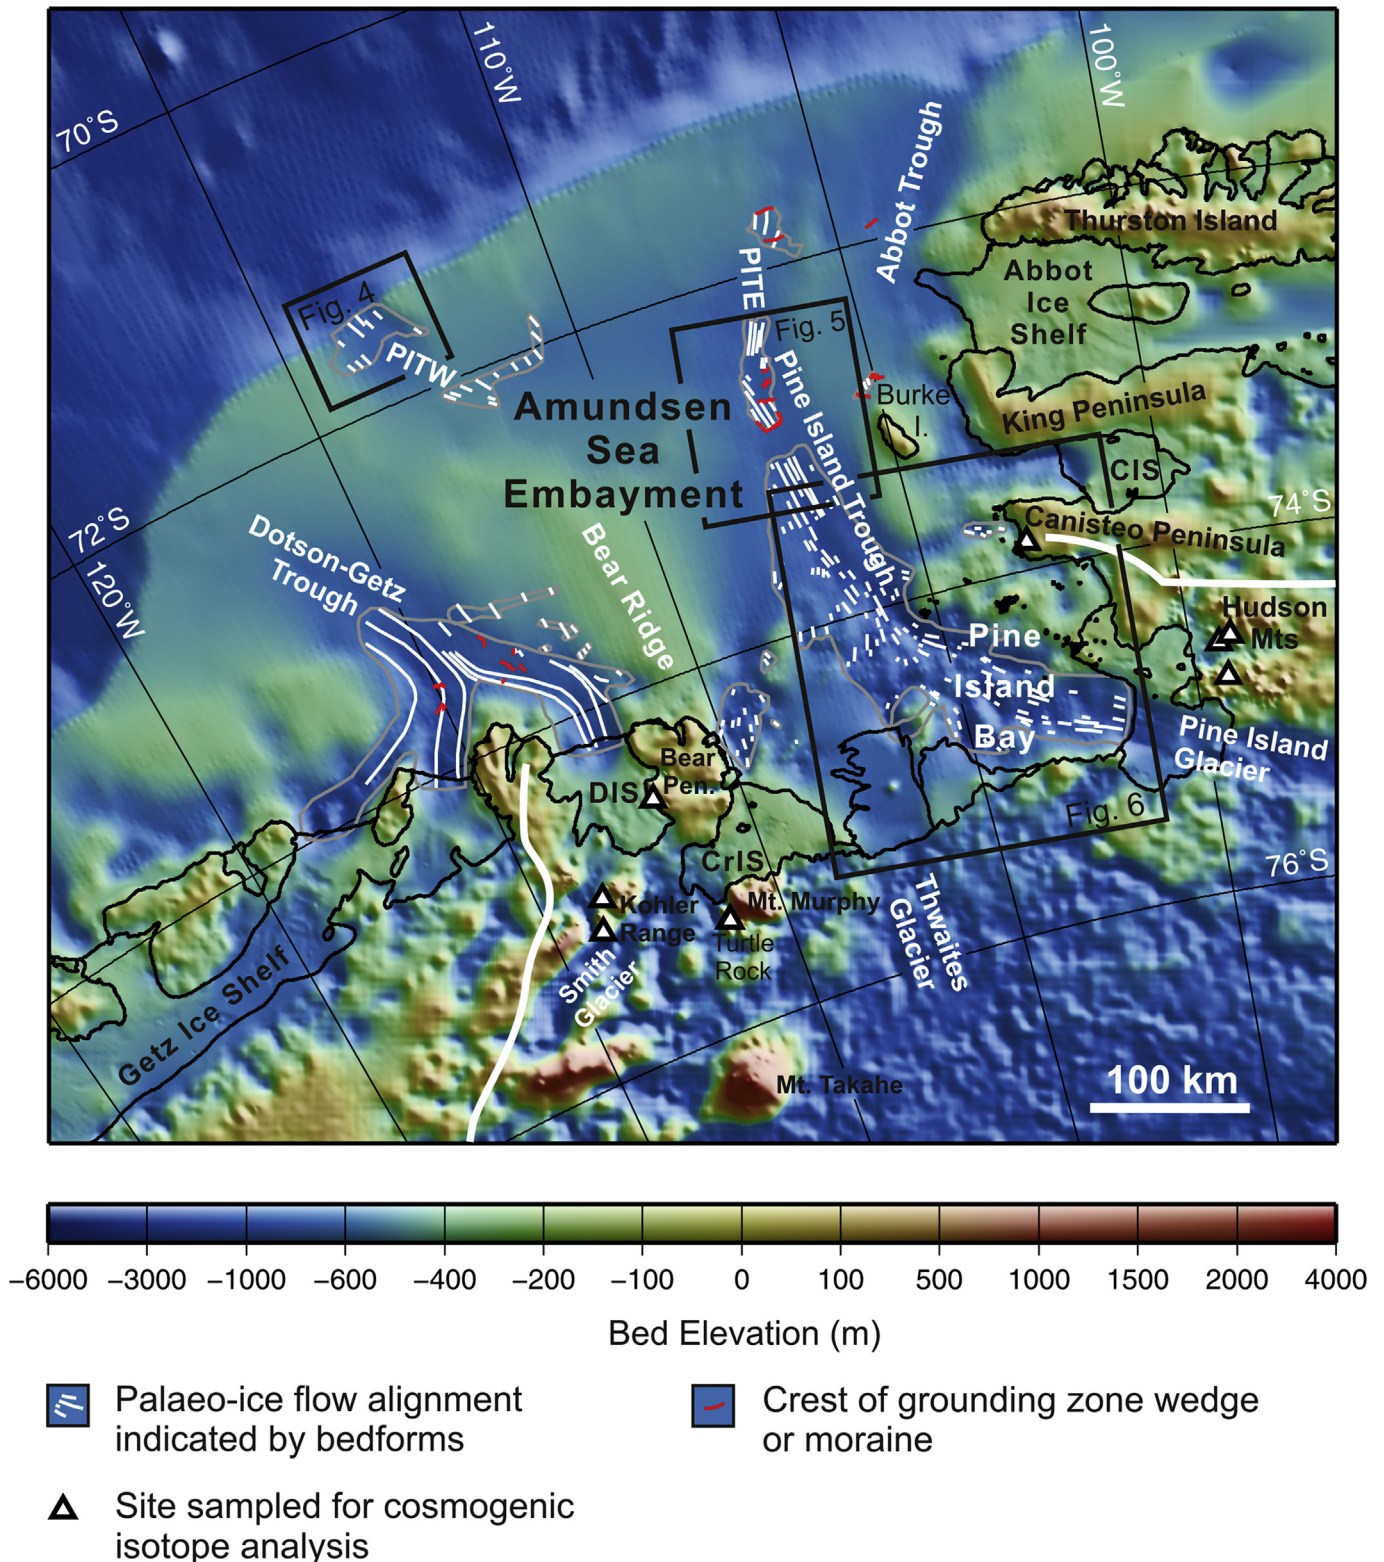 110°W
100°W
70°S
Abbot Trough
Thurston Island
Abbot
Ice
Shelf
PITE
Fig. 4
PITW
Fig. 5
Pine Island Trough
Burke
I.
King Peninsula
Amundsen
Sea
Embayment
CIS
74°S
72°S
Canisteo Peninsula
Dotson-Getz
Trough
Bear Ridge
120°W
Hudson
Mts
Pine
Island
Bay
Pine Island
Glacier
Bear
Pen.
DIS
Fig. 6
CrIS
76°S
Kohler
Range
Mt. Murphy
Turtle
Rock
Thwaites
Glacier
Smith
Glacier
Getz Ice Shelf
Mt. Takahe
100 km
−6000 −3000 −1000 −600 −400 −200 −100 0 100 500 1000 1500 2000 4000
Bed Elevation (m)
Palaeo-ice flow alignment
indicated by bedforms
Crest of grounding zone wedge
or moraine
Site sampled for cosmogenic
isotope analysis